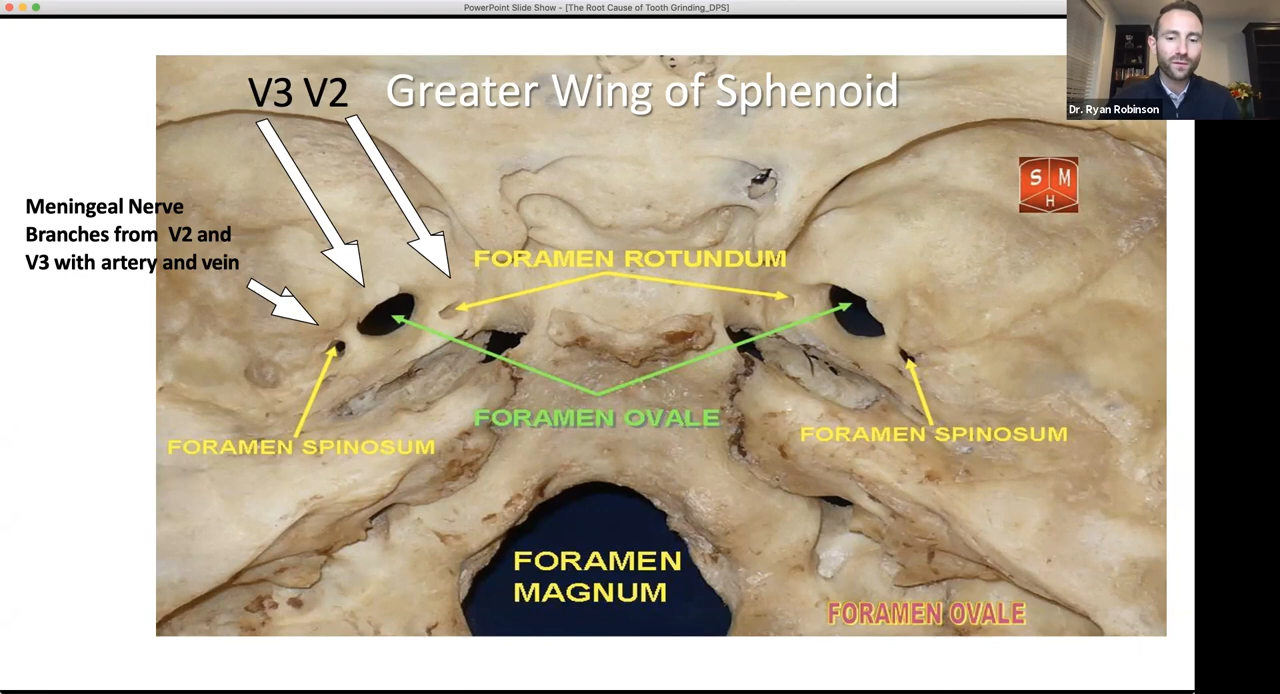 PowerPoint Slide Show - [The Root Cause of Tooth Grinding_DPS]
Dr. Ryan Robinson
V3 V2
Greater Wing of Sphenoid
S M
H
Meningeal Nerve
Branches from V2 and
V3 with artery and vein
FORAMEN ROTUNDUM
FORAMEN OVALE
FORAMEN SPINOSUM
FORAMEN SPINOSUM
FORAMEN
MAGNUM
FORAMEN OVALE